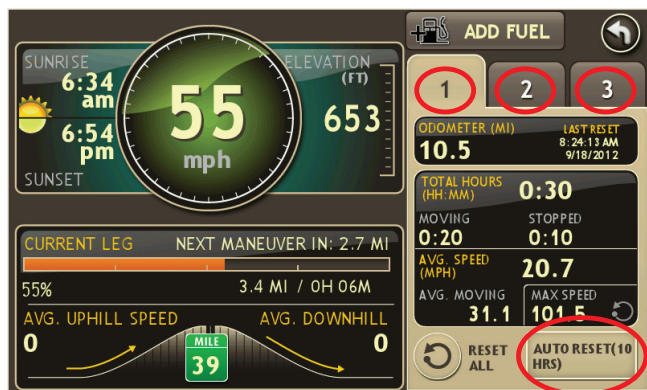 ADD FUEL
1
2
3
SUNRISE
6:34
am
6:54
pm
SUNSET
55
mph
ELEVATION
(FT)
653
ODOMETER (MI)
10.5
LAST RESET
8:24:13 AM
9/18/2012
TOTAL HOURS
(HH:MM)
0:30
MOVING
0:20
STOPPED
0:10
AVG. SPEED
(MPH)
20.7
AVG. MOVING
31.1
MAX SPEED
101.5
CURRENT LEG
NEXT MANEUVER IN: 2.7 MI
55%
3.4 MI / 0H 06M
AVG. UPHILL SPEED
0
AVG. DOWNHILL
0
MILE
39
RESET
ALL
AUTO RESET(10
HRS)